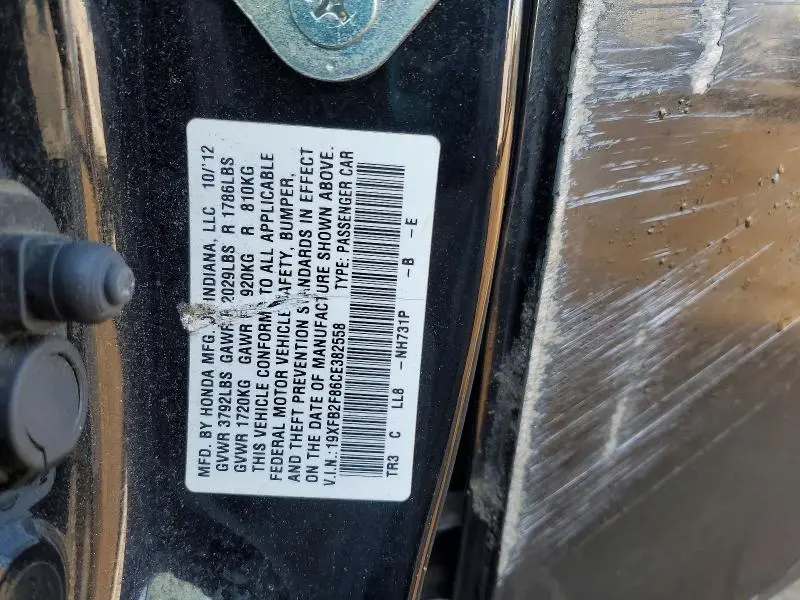 MFD. BY HONDA MFG. INDIANA, LLC 10/'12
GVWR 3792LBS GAWR 2029LBS R 1786LBS
GVWR 1720KG GAWR 920KG R 810KG
THIS VEHICLE CONFORMS TO ALL APPLICABLE
FEDERAL MOTOR VEHICLE SAFETY, BUMPER,
AND THEFT PREVENTION STANDARDS IN EFFECT
ON THE DATE OF MANUFACTURE SHOWN ABOVE.
V.I.N.:19XFB2F86CE382558 TYPE: PASSENGER CAR
TR3 C LL8 -NH731P -B -E